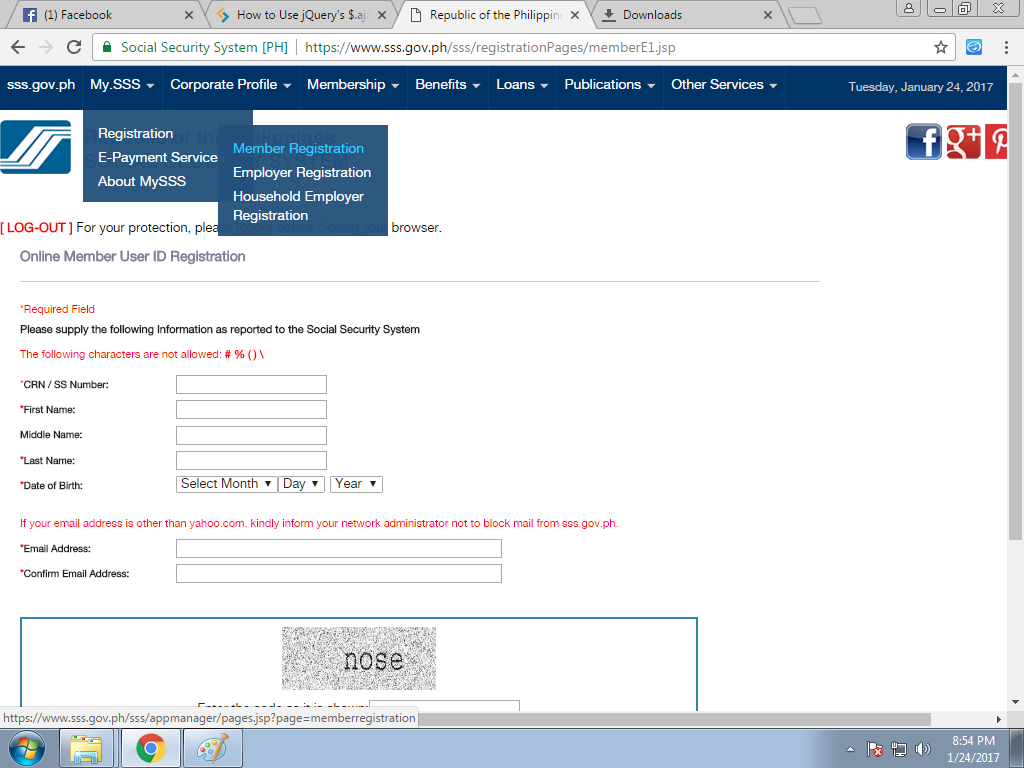 (1) Facebook
How to Use jQuery's $.aja
Republic of the Philippin
Downloads
Social Security System [PH]
https://www.sss.gov.ph/sss/registrationPages/memberE1.jsp
sss.gov.ph My.SSS Corporate Profile Membership Benefits Loans Publications Other Services Tuesday, January 24, 2017
Registration
E-Payment Service
About MySSS
Member Registration
Employer Registration
Household Employer
Registration
[ LOG-OUT ] For your protection, please logout before closing your browser.
Online Member User ID Registration
*Required Field
Please supply the following Information as reported to the Social Security System
The following characters are not allowed: # % ( ) \
*CRN / SS Number:
*First Name:
Middle Name:
*Last Name:
*Date of Birth: Select Month Day Year
If your email address is other than yahoo.com, kindly inform your network administrator not to block mail from sss.gov.ph.
*Email Address:
*Confirm Email Address:
nose
Enter the code as it is shown:
https://www.sss.gov.ph/sss/appmanager/pages.jsp?page=memberregistration
8:54 PM
1/24/2017